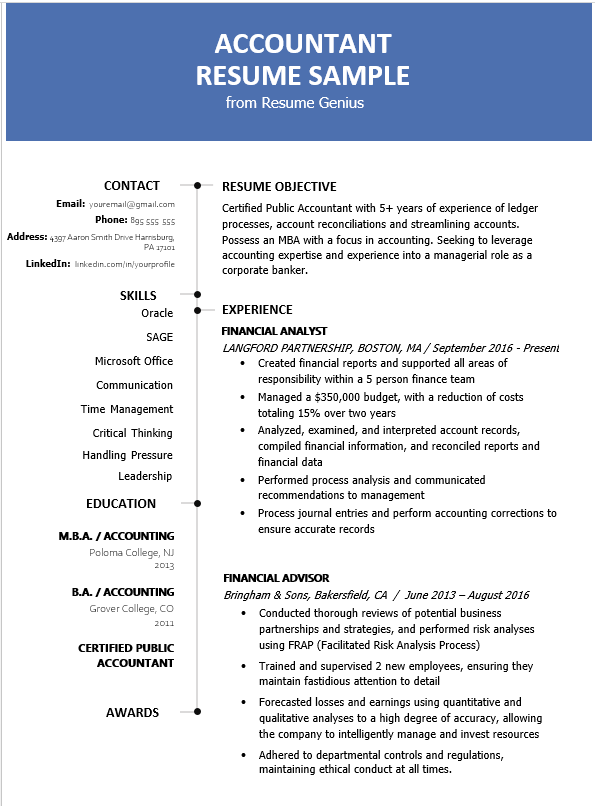 ACCOUNTANT
RESUME SAMPLE
from Resume Genius
CONTACT
Email: youremail@gmail.com
Phone: 895 555 555
Address: 4397 Aaron Smith Drive Harrisburg,
PA 17101
LinkedIn: linkedin.com/in/yourprofile
SKILLS
Oracle
SAGE
Microsoft Office
Communication
Time Management
Critical Thinking
Handling Pressure
Leadership
EDUCATION
M.B.A. / ACCOUNTING
Poloma College, NJ
2013
B.A. / ACCOUNTING
Grover College, CO
2011
CERTIFIED PUBLIC
ACCOUNTANT
AWARDS
RESUME OBJECTIVE
Certified Public Accountant with 5+ years of experience of ledger
processes, account reconciliations and streamlining accounts.
Possess an MBA with a focus in accounting. Seeking to leverage
accounting expertise and experience into a managerial role as a
corporate banker.
EXPERIENCE
FINANCIAL ANALYST
LANGFORD PARTNERSHIP, BOSTON, MA / September 2016 - Present
• Created financial reports and supported all areas of
responsibility within a 5 person finance team
• Managed a $350,000 budget, with a reduction of costs
totaling 15% over two years
• Analyzed, examined, and interpreted account records,
compiled financial information, and reconciled reports and
financial data
• Performed process analysis and communicated
recommendations to management
• Process journal entries and perform accounting corrections to
ensure accurate records
FINANCIAL ADVISOR
Bringham & Sons, Bakersfield, CA / June 2013 – August 2016
• Conducted thorough reviews of potential business
partnerships and strategies, and performed risk analyses
using FRAP (Facilitated Risk Analysis Process)
• Trained and supervised 2 new employees, ensuring they
maintain fastidious attention to detail
• Forecasted losses and earnings using quantitative and
qualitative analyses to a high degree of accuracy, allowing
the company to intelligently manage and invest resources
• Adhered to departmental controls and regulations,
maintaining ethical conduct at all times.